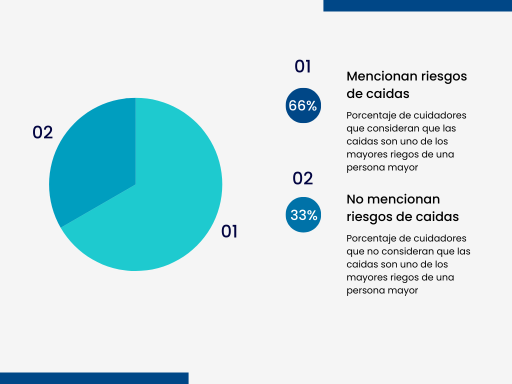 02
01
01
66%
Mencionan riesgos
de caidas
Porcentaje de cuidadores
que consideran que las
caidas son uno de los
mayores riegos de una
persona mayor
02
33%
No mencionan
riesgos de caidas
Porcentaje de cuidadores
que no consideran que las
caidas son uno de los
mayores riegos de una
persona mayor